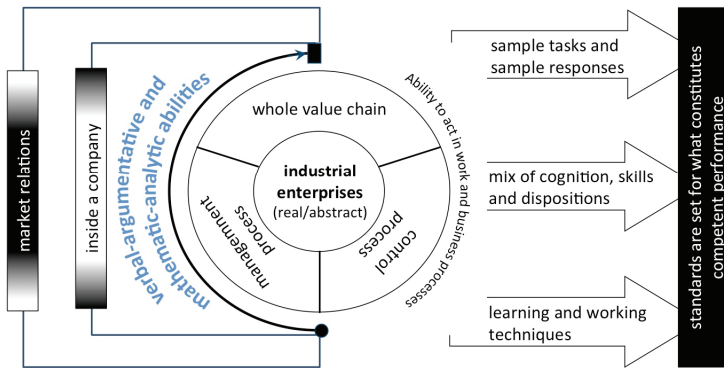 market relations
inside a company
verbal-argumentative and
mathematic-analytic abilities
whole value chain
industrial
enterprises
(real/abstract)
management
process
control
process
Ability to act in work and business processes
sample tasks and
sample responses
mix of cognition, skills
and dispositions
learning and working
techniques
standards are set for what constitutes
competent performance